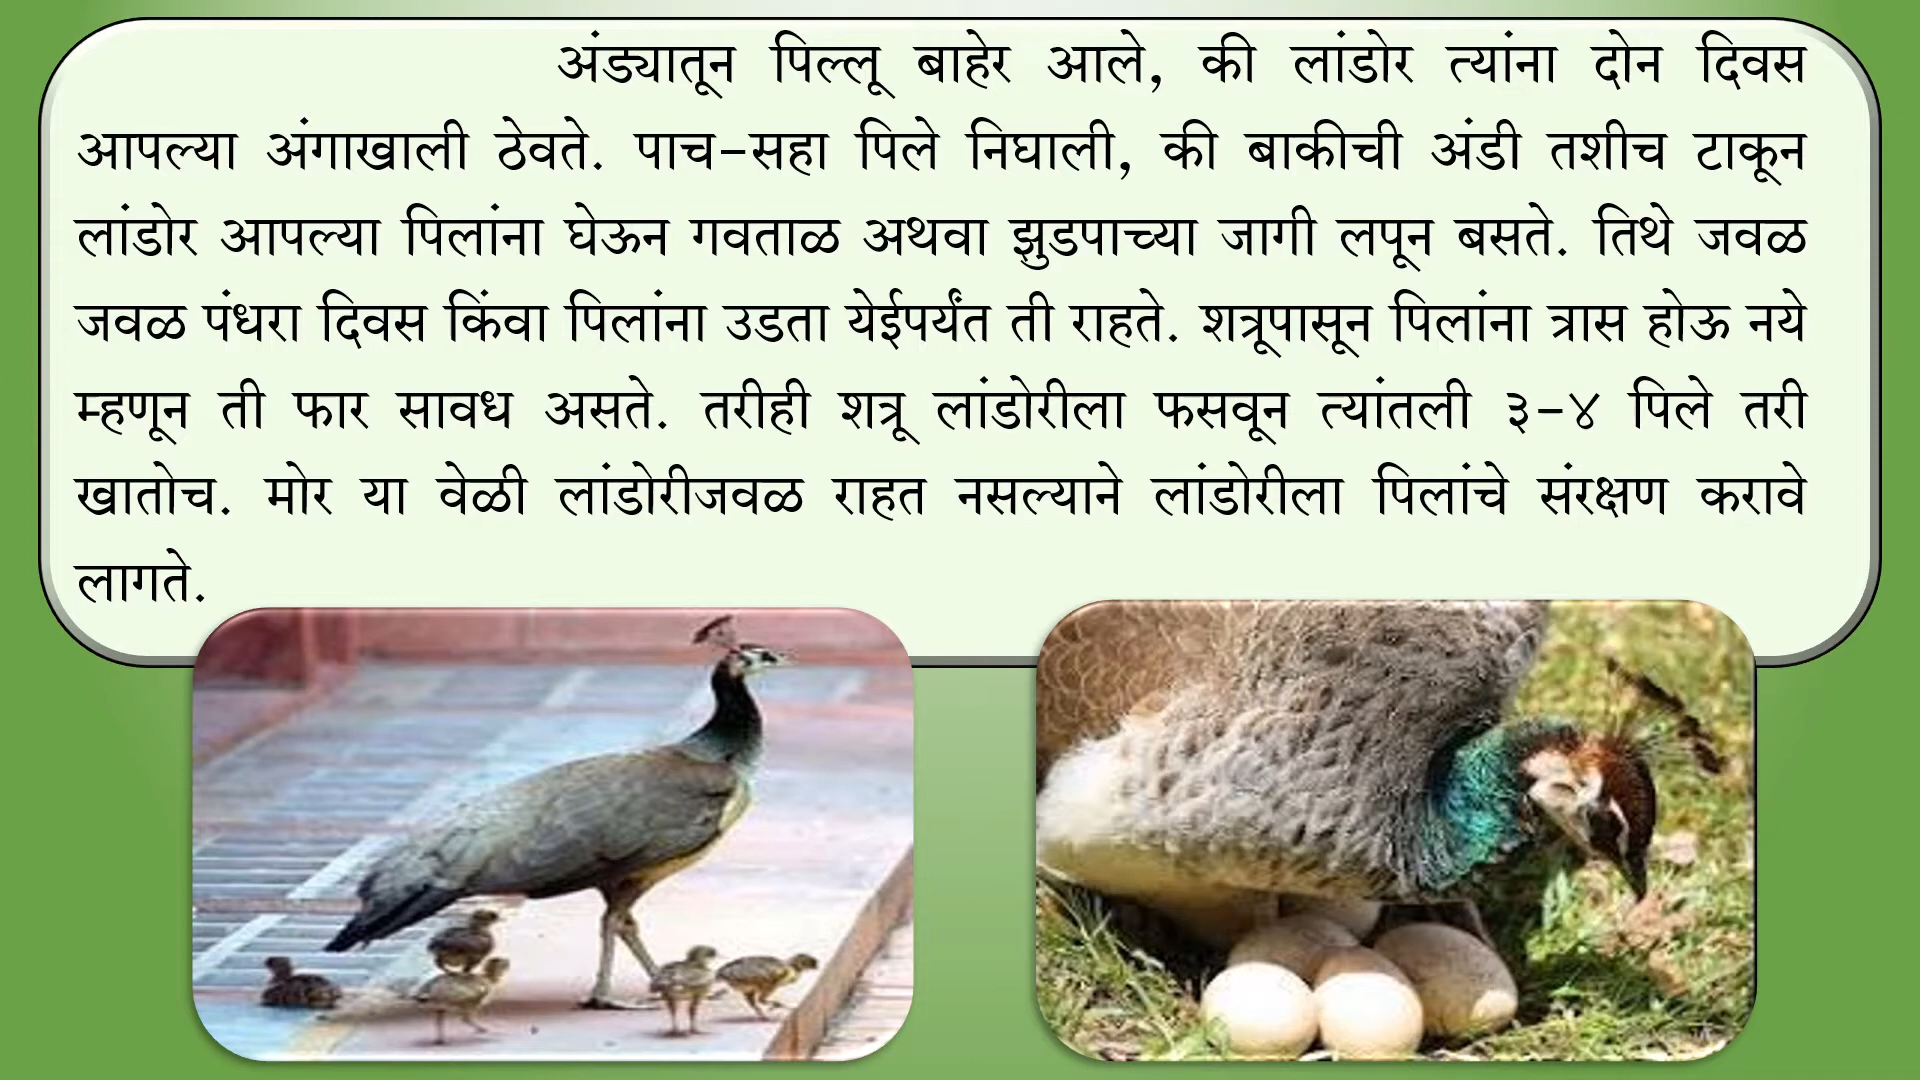 अंड्यातून पिल्लू बाहेर आले, की लांडोर त्यांना दोन दिवस
आपल्या अंगाखाली ठेवते. पाच-सहा पिले निघाली, की बाकीची अंडी तशीच टाकून
लांडोर आपल्या पिलांना घेऊन गवताळ अथवा झुडपाच्या जागी लपून बसते. तिथे जवळ
जवळ पंधरा दिवस किंवा पिलांना उडता येईपर्यंत ती राहते. शत्रूपासून पिलांना त्रास होऊ नये
म्हणून ती फार सावध असते. तरीही शत्रू लांडोरीला फसवून त्यांतली ३-४ पिले तरी
खातोच. मोर या वेळी लांडोरीजवळ राहत नसल्याने लांडोरीला पिलांचे संरक्षण करावे
लागते.